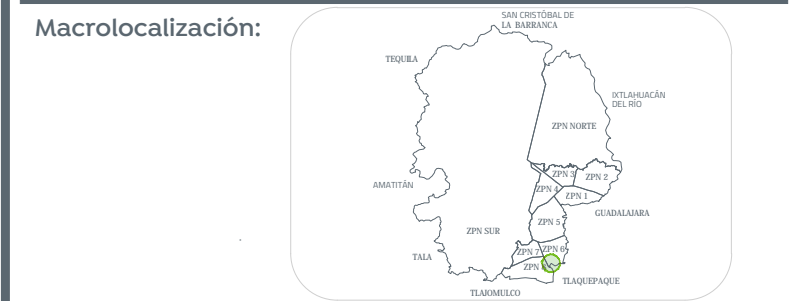 Macrolocalización:
SAN CRISTÓBAL DE
LA BARRANCA
TEQUILA
IXTLAHUACÁN
DEL RÍO
ZPN NORTE
ZPN 3
ZPN 2
AMATITÁN
ZPN 4
ZPN 1
GUADALAJARA
ZPN 5
ZPN SUR
ZPN 7
ZPN 6
TALA
ZPN
TLAQUEPAQUE
TLAJOMULCO